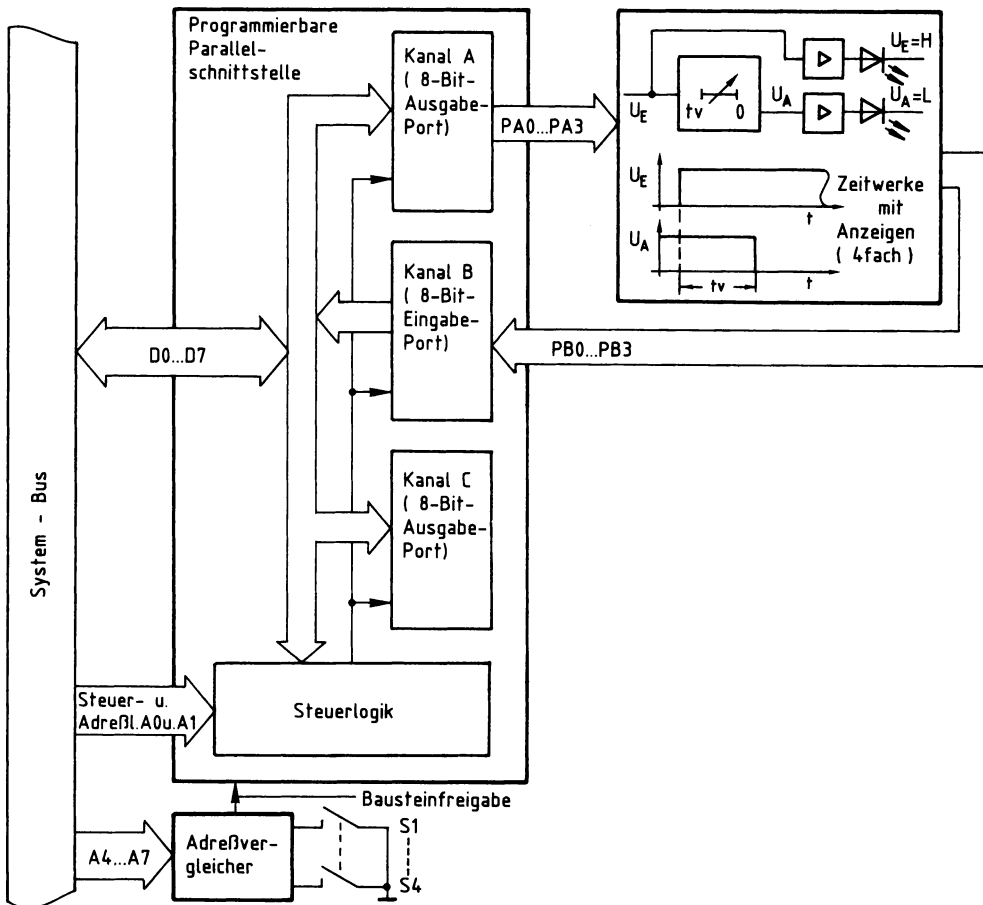 Programmierbare
Parallel-
schnittstelle
Kanal A
( 8-Bit-
Ausgabe-
Port)
PA0...PA3
U_E
tv
0
U_A
U_E=H
U_A=L
U_E
t
U_A
tv
t
Zeitwerke
mit
Anzeigen
( 4fach )
Kanal B
( 8-Bit-
Eingabe-
Port)
PB0...PB3
D0...D7
Kanal C
( 8-Bit-
Ausgabe-
Port)
System - Bus
Steuer- u.
Adreßl.A0u.A1
Steuerlogik
Bausteinfreigabe
A4...A7
Adreßver-
gleicher
S1
S4